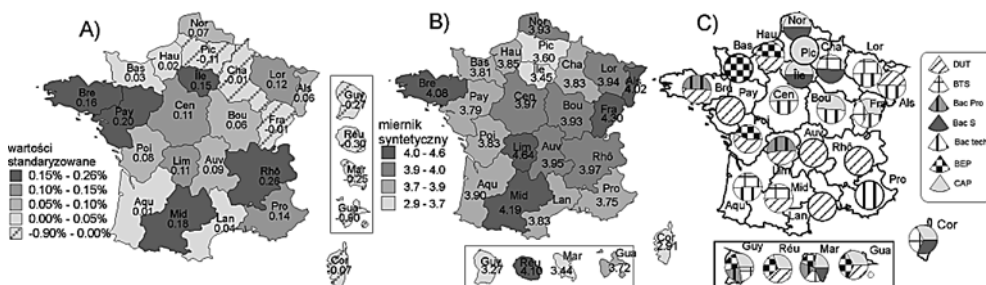 A)
Nor
0.07
Hau
0.02
Pic
-0.11
Bas
0.03
Île
0.15
Cha
-0.01
Lor
0.12
Als
0.06
Bre
0.16
Pay
0.20
Cen
0.11
Bou
0.06
Fra
-0.01
Poi
0.08
Lim
0.11
Auv
0.09
Rhô
0.26
Aqu
0.01
Mid
0.18
Lan
0.04
Pro
0.14
Cor
-0.07
Guy
-0.27
Réu
-0.30
Mar
-0.25
Gua
-0.90
wartości
standaryzowane
0.15% - 0.26%
0.10% - 0.15%
0.05% - 0.10%
0.00% - 0.05%
-0.90% - 0.00%
B)
Nor
3.93
Hau
3.85
Pic
3.60
Bas
3.81
Île
3.45
Cha
3.83
Lor
3.94
Als
4.02
Bre
4.08
Pay
3.79
Cen
3.97
Bou
3.93
Fra
4.30
Poi
3.83
Lim
4.64
Auv
3.95
Rhô
3.97
Aqu
3.90
Mid
4.19
Lan
3.83
Pro
3.75
Cor
2.91
Guy
3.27
Réu
4.10
Mar
3.44
Gua
3.72
miernik
syntetyczny
4.0 - 4.6
3.9 - 4.0
3.7 - 3.9
2.9 - 3.7
C)
Nor
Hau
Pic
Cha
Lor
Bas
Île
Bre
Pay
Cen
Bou
Fra
Als
Poi
Lim
Auv
Rhô
Aqu
Mid
Lan
Pro
Cor
Guy
Réu
Mar
Gua
DUT
BTS
Bac Pro
Bac S
Bac tech
BEP
CAP